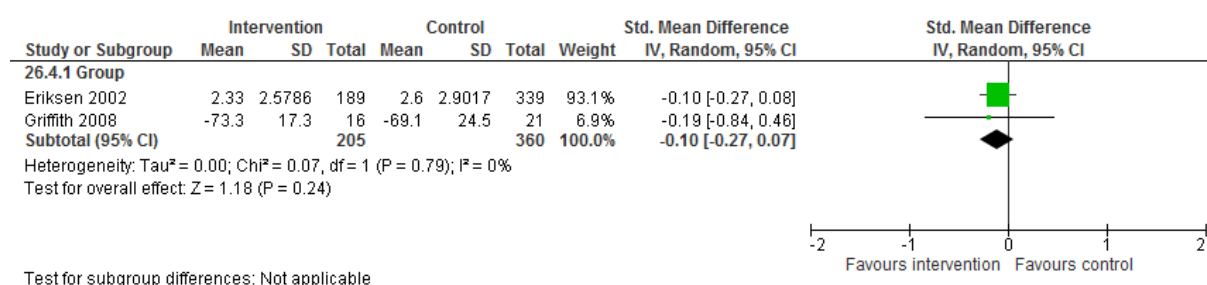 Intervention Control Std. Mean Difference Std. Mean Difference
Study or Subgroup Mean SD Total Mean SD Total Weight IV, Random, 95% CI IV, Random, 95% CI
26.4.1 Group
Eriksen 2002 2.33 2.5786 189 2.6 2.9017 339 93.1% -0.10 [-0.27, 0.08]
Griffith 2008 -73.3 17.3 16 -69.1 24.5 21 6.9% -0.19 [-0.84, 0.46]
Subtotal (95% CI) 205 360 100.0% -0.10 [-0.27, 0.07]
Heterogeneity: Tau² = 0.00; Chi² = 0.07, df = 1 (P = 0.79); I² = 0%
Test for overall effect: Z = 1.18 (P = 0.24)
-2 -1 0 1 2
Favours intervention Favours control
Test for subgroup differences: Not applicable